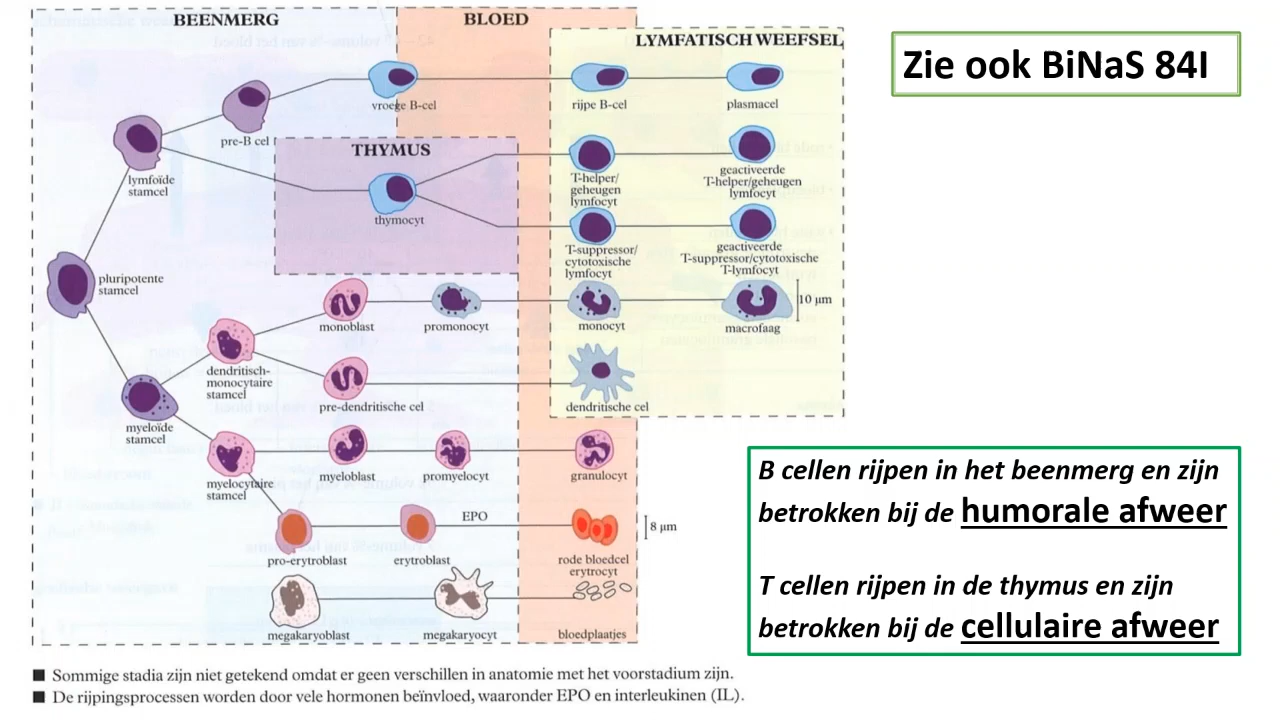 BEENMERG
BLOED
LYMFATISCH WEEFSEL
Zie ook BiNaS 84I
vroege B-cel
rijpe B-cel
plasmacel
pre-B cel
THYMUS
lymfoïde
stamcel
thymocyt
T-helper/
geheugen
lymfocyt
geactiveerde
T-helper/geheugen
lymfocyt
T-suppressor/
cytotoxische
lymfocyt
geactiveerde
T-suppressor/cytotoxische
T-lymfocyt
pluripotente
stamcel
monoblast
promonocyt
monocyt
macrofaag
10 µm
dendritisch-
monocytaire
stamcel
pre-dendritische cel
dendritische cel
myeloïde
stamcel
myelocytaire
stamcel
myeloblast
promyelocyt
granulocyt
EPO
8 µm
pro-erytroblast
erytroblast
rode bloedcel
erytrocyt
megakaryoblast
megakaryocyt
bloedplaatjes
B cellen rijpen in het beenmerg en zijn
betrokken bij de humorale afweer
T cellen rijpen in de thymus en zijn
betrokken bij de cellulaire afweer
■ Sommige stadia zijn niet getekend omdat er geen verschillen in anatomie met het voorstadium zijn.
■ De rijpingsprocessen worden door vele hormonen beïnvloed, waaronder EPO en interleukinen (IL).